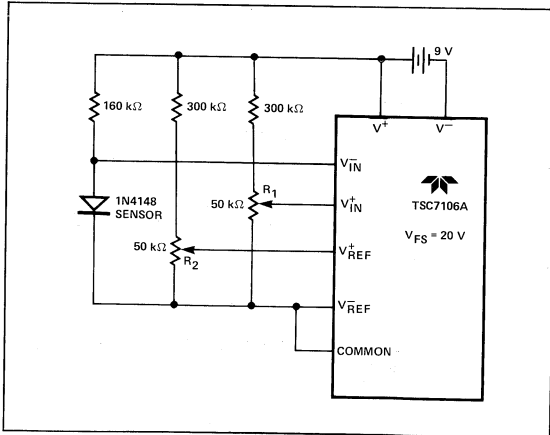 9 V
160 kΩ
300 kΩ
300 kΩ
V+
V−
V−IN
1N4148
SENSOR
R1
50 kΩ
V+IN
TSC7106A
50 kΩ
R2
V+REF
VFS = 20 V
V−REF
COMMON